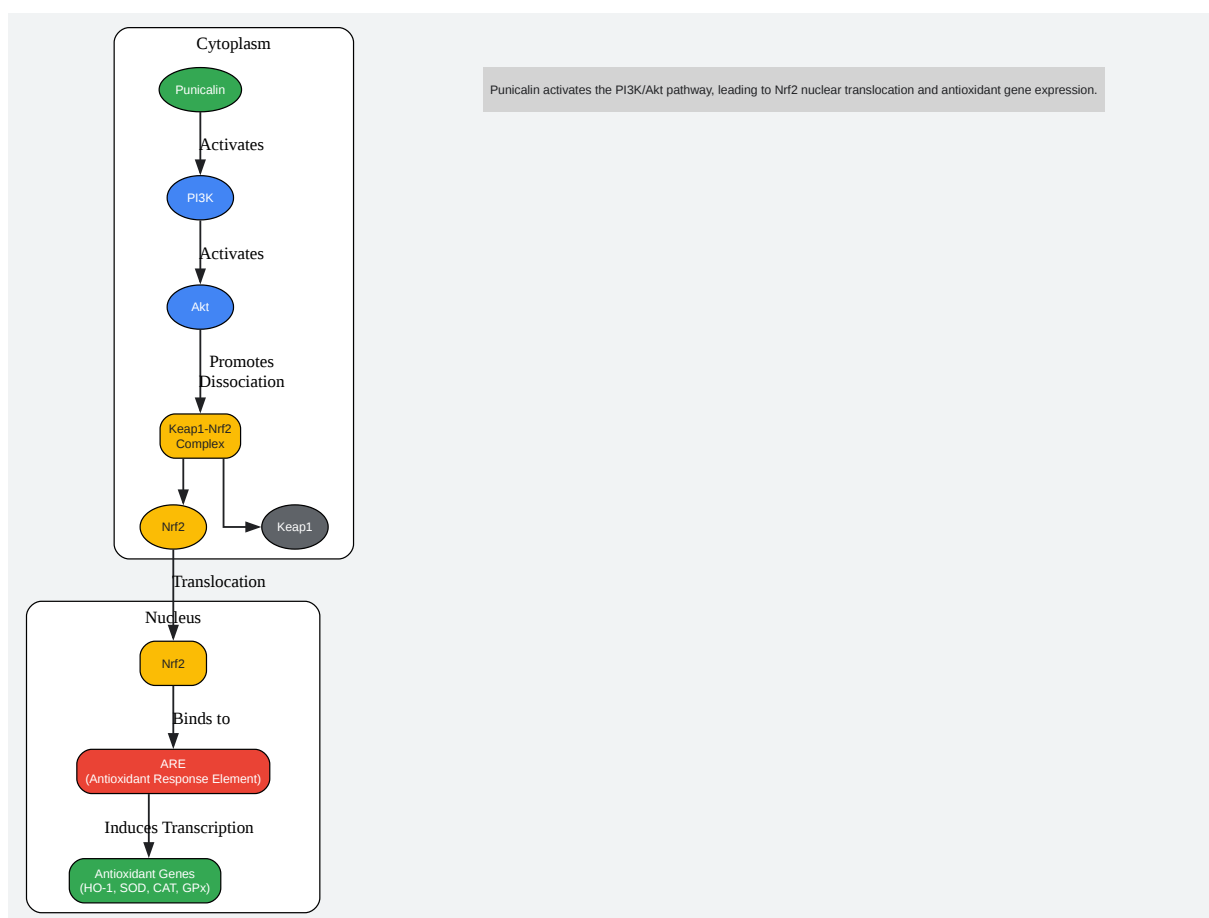 Cytoplasm
Punicalin
Punicalin activates the PI3K/Akt pathway, leading to Nrf2 nuclear translocation and antioxidant gene expression.
Activates
PI3K
Activates
Akt
Promotes
Dissociation
Keap1-Nrf2
Complex
Nrf2
Keap1
Translocation
Nucleus
Nrf2
Binds to
ARE
(Antioxidant Response Element)
Induces Transcription
Antioxidant Genes
(HO-1, SOD, CAT, GPx)